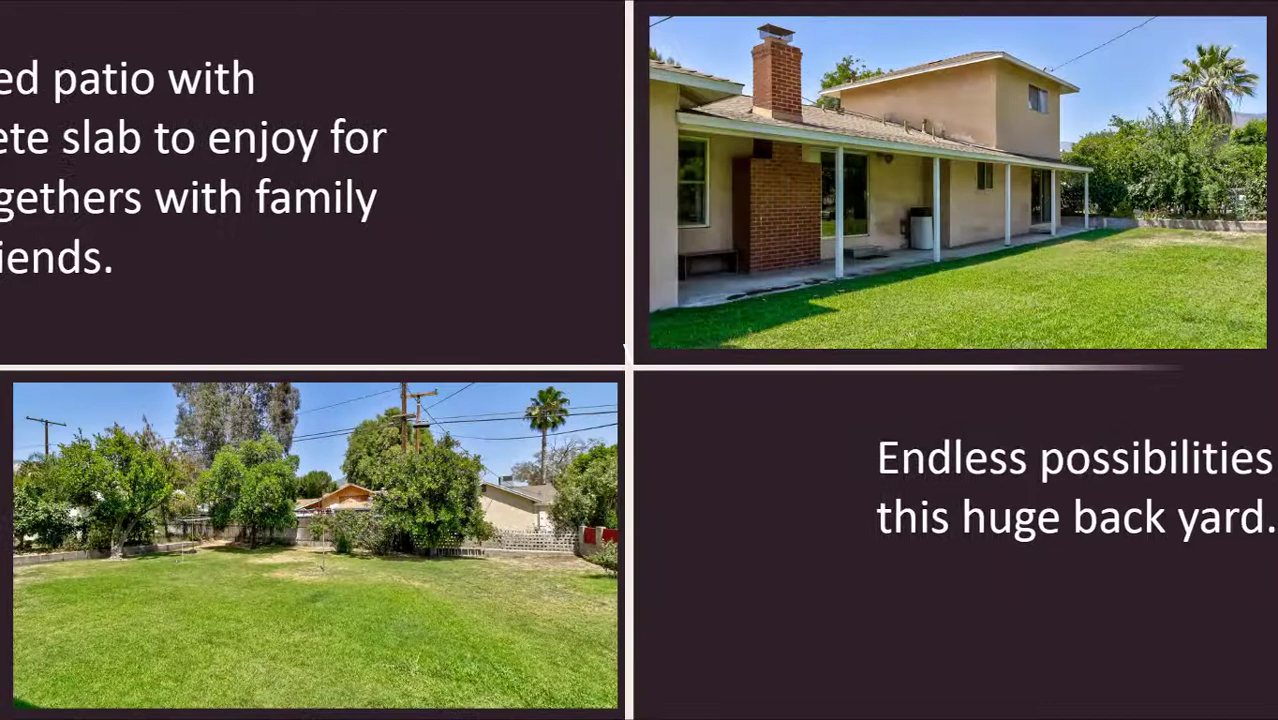 ed patio with
ete slab to enjoy for
gethers with family
iends.
Endless possibilities
this huge back yard.